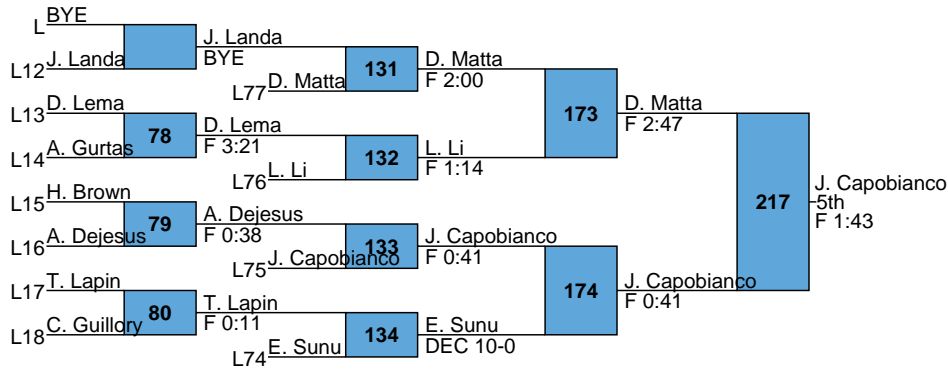 L BYE
L12 J. Landa
J. Landa
BYE
L77 D. Matta
131
D. Matta
F 2:00
L13 D. Lema
78
L14 A. Gurtas
D. Lema
F 3:21
L76 L. Li
132
L. Li
F 1:14
173
D. Matta
F 2:47
L15 H. Brown
79
L16 A. Dejesus
A. Dejesus
F 0:38
L75 J. Capobianco
133
J. Capobianco
F 0:41
L17 T. Lapin
80
L18 C. Guillory
T. Lapin
F 0:11
L74 E. Sunu
134
E. Sunu
DEC 10-0
174
J. Capobianco
F 0:41
217
J. Capobianco
5th
F 1:43